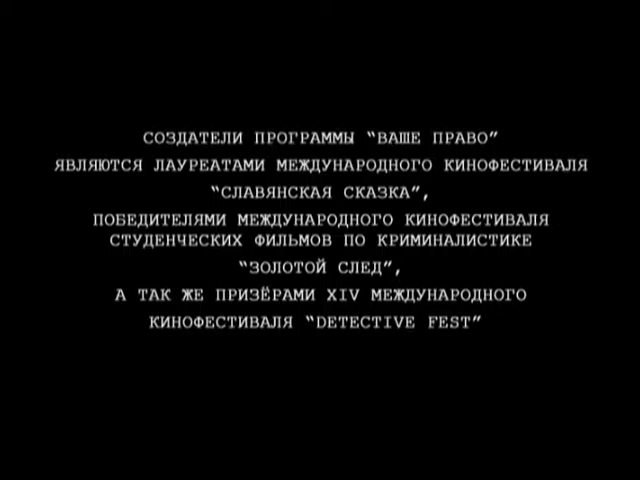 СОЗДАТЕЛИ ПРОГРАММЫ “ВАШЕ ПРАВО”
ЯВЛЯЮТСЯ ЛАУРЕАТАМИ МЕЖДУНАРОДНОГО КИНОФЕСТИВАЛЯ
“СЛАВЯНСКАЯ СКАЗКА”,
ПОБЕДИТЕЛЯМИ МЕЖДУНАРОДНОГО КИНОФЕСТИВАЛЯ
СТУДЕНЧЕСКИХ ФИЛЬМОВ ПО КРИМИНАЛИСТИКЕ
“ЗОЛОТОЙ СЛЕД”,
А ТАК ЖЕ ПРИЗЁРАМИ XIV МЕЖДУНАРОДНОГО
КИНОФЕСТИВАЛЯ “DETECTIVE FEST”